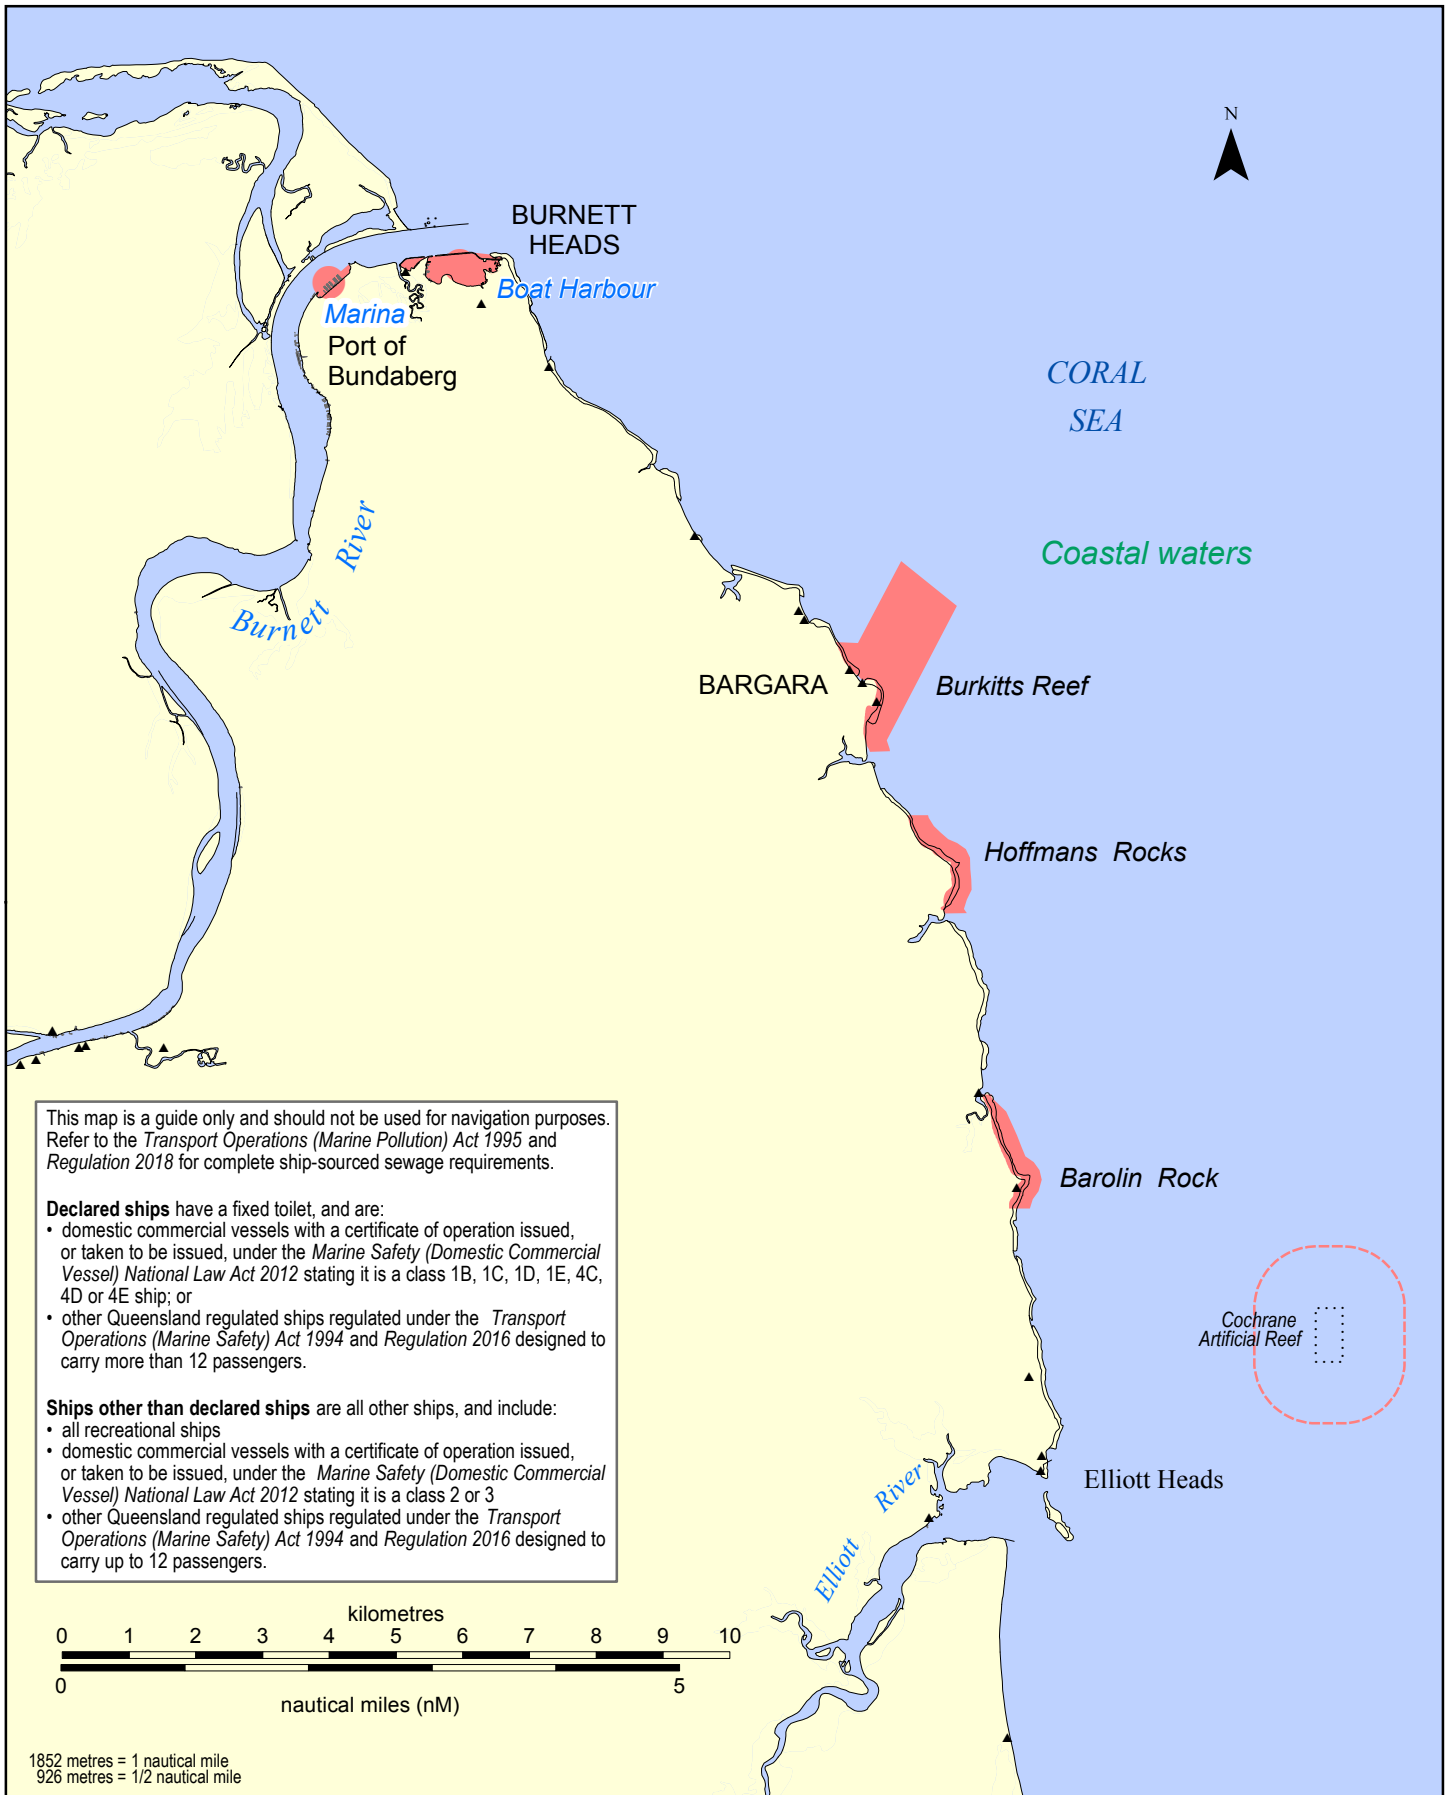 N
BURNETT
HEADS
Boat Harbour
Marina
Port of
Bundaberg
CORAL
SEA
Coastal waters
Burnett River
BARGARA
Burkitts Reef
Hoffmans Rocks
Barolin Rock
Cochrane
Artificial Reef
Elliott Heads
Elliott River
This map is a guide only and should not be used for navigation purposes.
Refer to the Transport Operations (Marine Pollution) Act 1995 and
Regulation 2018 for complete ship-sourced sewage requirements.
Declared ships have a fixed toilet, and are:
• domestic commercial vessels with a certificate of operation issued,
or taken to be issued, under the Marine Safety (Domestic Commercial
Vessel) National Law Act 2012 stating it is a class 1B, 1C, 1D, 1E, 4C,
4D or 4E ship; or
• other Queensland regulated ships regulated under the Transport
Operations (Marine Safety) Act 1994 and Regulation 2016 designed to
carry more than 12 passengers.
Ships other than declared ships are all other ships, and include:
• all recreational ships
• domestic commercial vessels with a certificate of operation issued,
or taken to be issued, under the Marine Safety (Domestic Commercial
Vessel) National Law Act 2012 stating it is a class 2 or 3
• other Queensland regulated ships regulated under the Transport
Operations (Marine Safety) Act 1994 and Regulation 2016 designed to
carry up to 12 passengers.
kilometres
0 1 2 3 4 5 6 7 8 9 10
0 5
nautical miles (nM)
1852 metres = 1 nautical mile
926 metres = 1/2 nautical mile